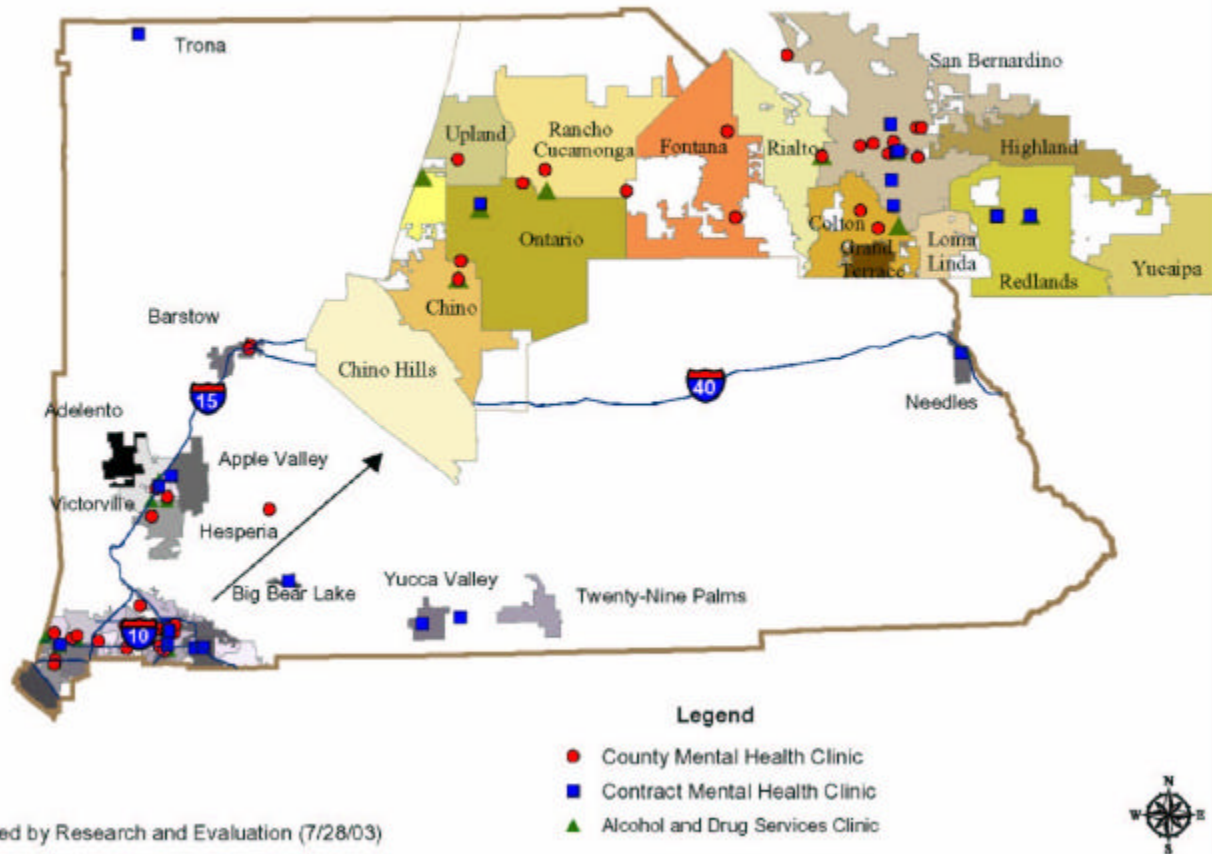 Trona
San Bernardino
Upland
Rancho
Cucamonga
Fontana
Rialto
Highland
Ontario
Colton
Grand
Terrace
Loma
Linda
Redlands
Yucaipa
Chino
Barstow
Chino Hills
15
40
Needles
Adelento
Apple Valley
Victorville
Hesperia
Big Bear Lake
Yucca Valley
Twenty-Nine Palms
10
Legend
County Mental Health Clinic
Contract Mental Health Clinic
Alcohol and Drug Services Clinic
ed by Research and Evaluation (7/28/03)
N
W E
S